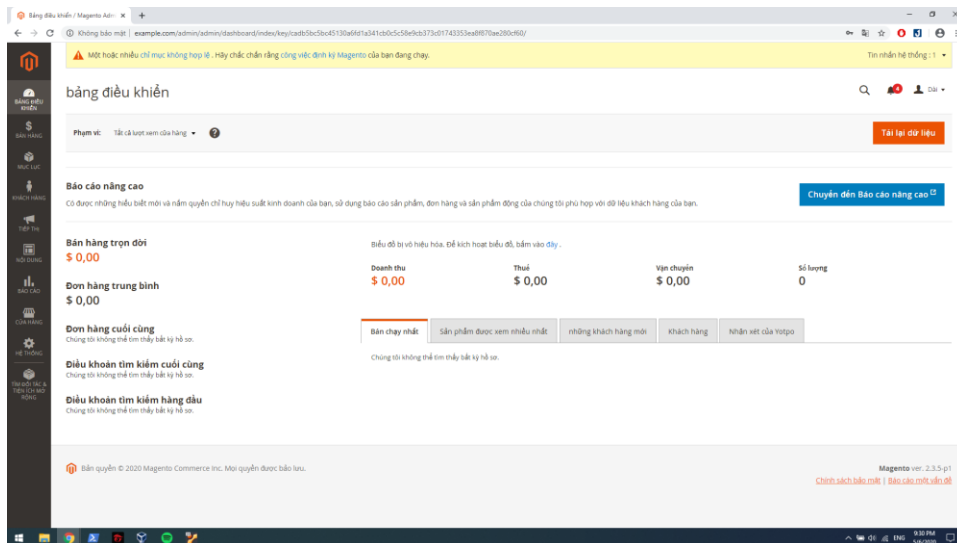 Bảng điều khiển / Magento Adm
Không bảo mật | example.com/admin/admin/dashboard/index/key/
Một hoặc nhiều chỉ mục không hợp lệ . Hãy chắc chắn rằng công việc định kỳ Magento của bạn đang chạy.
Tin nhắn hệ thống : 1
BẢNG ĐIỀU
KHIỂN
BÁN HÀNG
MỤC LỤC
KHÁCH HÀNG
TIẾP THỊ
NỘI DUNG
BÁO CÁO
CỬA HÀNG
HỆ THỐNG
TÌM ĐỐI TÁC &
TIỆN ÍCH MỞ
RỘNG
bảng điều khiển
4
Dài
Phạm vi: Tất cả lượt xem cửa hàng
Tải lại dữ liệu
Báo cáo nâng cao
Có được những hiểu biết mới và nắm quyền chỉ huy hiệu suất kinh doanh của bạn, sử dụng báo cáo sản phẩm, đơn hàng và sản phẩm động của chúng tôi phù hợp với dữ liệu khách hàng của bạn.
Chuyển đến Báo cáo nâng cao
Bán hàng trọn đời
$ 0,00
Đơn hàng trung bình
$ 0,00
Đơn hàng cuối cùng
Chúng tôi không thể tìm thấy bất kỳ hồ sơ.
Điều khoản tìm kiếm cuối cùng
Chúng tôi không thể tìm thấy bất kỳ hồ sơ.
Điều khoản tìm kiếm hàng đầu
Chúng tôi không thể tìm thấy bất kỳ hồ sơ.
Biểu đồ bị vô hiệu hóa. Để kích hoạt biểu đồ, bấm vào đây .
Doanh thu Thuế Vận chuyển Số lượng
$ 0,00 $ 0,00 $ 0,00 0
Bán chạy nhất Sản phẩm được xem nhiều nhất những khách hàng mới Khách hàng Nhận xét của Yotpo
Chúng tôi không thể tìm thấy bất kỳ hồ sơ.
Bản quyền © 2020 Magento Commerce Inc. Mọi quyền được bảo lưu.
Magento ver. 2.3.5-p1
Chính sách bảo mật | Báo cáo một vấn đề
ENG
9:30 PM
5/6/2020